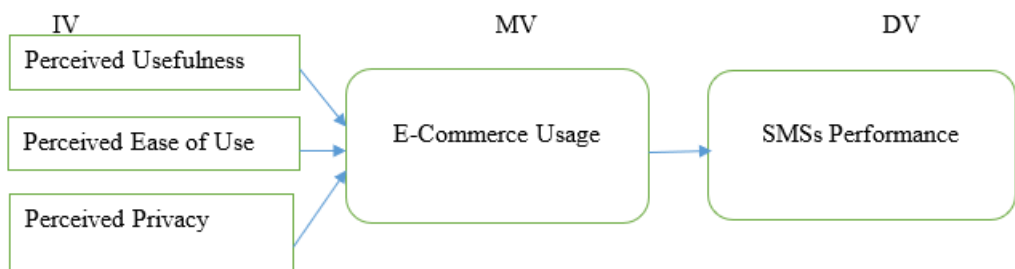 IV
MV
DV
Perceived Usefulness
Perceived Ease of Use
Perceived Privacy
E-Commerce Usage
SMSs Performance